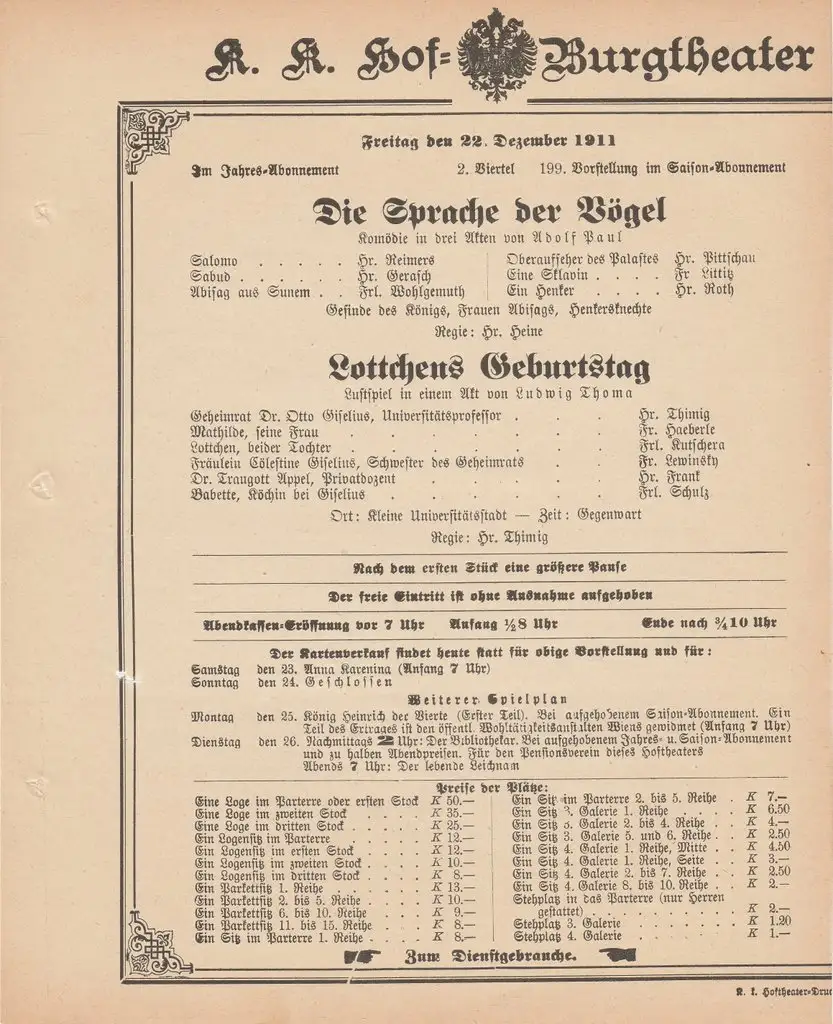 K. K. Hof-Burgtheater
Freitag den 22. Dezember 1911
Im Jahres-Abonnement 2. Viertel 199. Vorstellung im Saison-Abonnement
Die Sprache der Vögel
Komödie in drei Akten von Adolf Paul
Salomo . . . . . Hr. Reimers
Sabud . . . . . . Hr. Gerasch
Abisag aus Sunem . . Frl. Wohlgemuth
Oberaufseher des Palastes Hr. Pittschau
Eine Sklavin . . . . Fr Littitz
Ein Henker . . . . Hr. Roth
Gesinde des Königs, Frauen Abisags, Henkersknechte
Regie: Hr. Heine
Lottchens Geburtstag
Lustspiel in einem Akt von Ludwig Thoma
Geheimrat Dr. Otto Giselius, Universitätsprofessor . . . Hr. Thimig
Mathilde, seine Frau . . . . . . . Fr. Haeberle
Lottchen, beider Tochter . . . . . . . Frl. Kutschera
Fräulein Cölestine Giselius, Schwester des Geheimrats . . Fr. Lewinsky
Dr. Traugott Appel, Privatdozent . . . . . Hr. Frank
Babette, Köchin bei Giselius . . . . . . Frl. Schulz
Ort: Kleine Universitätsstadt — Zeit: Gegenwart
Regie: Hr. Thimig
Nach dem ersten Stück eine größere Pause
Der freie Eintritt ist ohne Ausnahme aufgehoben
Abendkassen-Eröffnung vor 7 Uhr Anfang ½8 Uhr Ende nach ¾10 Uhr
Der Kartenverkauf findet heute statt für obige Vorstellung und für:
Samstag den 23. Anna Karenina (Anfang 7 Uhr)
Sonntag den 24. Geschlossen
Weiterer Spielplan
Montag den 25. König Heinrich der Vierte (Erster Teil). Bei aufgehobenem Saison-Abonnement. Ein
Teil des Ertrages ist den öffentl. Wohltätigkeitsanstalten Wiens gewidmet (Anfang 7 Uhr)
Dienstag den 26. Nachmittags 2 Uhr: Der Bibliothekar. Bei aufgehobenem Jahres- u. Saison-Abonnement
und zu halben Abendpreisen. Für den Pensionsverein dieses Hoftheaters
Abends 7 Uhr: Der lebende Leichnam
Preise der Plätze:
Eine Loge im Parterre oder ersten Stock K 50.—
Eine Loge im zweiten Stock . . . . K 35.—
Eine Loge im dritten Stock . . . . K 25.—
Ein Logensitz im Parterre . . . . K 12.—
Ein Logensitz im ersten Stock . . . K 12.—
Ein Logensitz im zweiten Stock . . . K 10.—
Ein Logensitz im dritten Stock . . . K 8.—
Ein Parkettsitz 1. Reihe . . . . . K 13.—
Ein Parkettsitz 2. bis 5. Reihe . . . K 10.—
Ein Parkettsitz 6. bis 10. Reihe . . . K 9.—
Ein Parkettsitz 11. bis 15. Reihe . . K 8.—
Ein Sitz im Parterre 1. Reihe . . . K 8.—
Ein Sitz im Parterre 2. bis 5. Reihe . K 7.—
Ein Sitz 3. Galerie 1. Reihe . . . K 6.50
Ein Sitz 3. Galerie 2. bis 4. Reihe . . K 4.—
Ein Sitz 3. Galerie 5. und 6. Reihe . . K 2.50
Ein Sitz 4. Galerie 1. Reihe, Mitte . . K 4.50
Ein Sitz 4. Galerie 1. Reihe, Seite . . K 3.—
Ein Sitz 4. Galerie 2. bis 7. Reihe . . K 2.50
Ein Sitz 4. Galerie 8. bis 10. Reihe . . K 2.—
Stehplatz in das Parterre (nur Herren
gestattet) . . . . . . . . K 2.—
Stehplatz 3. Galerie . . . . . . K 1.20
Stehplatz 4. Galerie . . . . . . K 1.—
Zum Dienstgebrauche.
K. k. Hoftheater-Druc